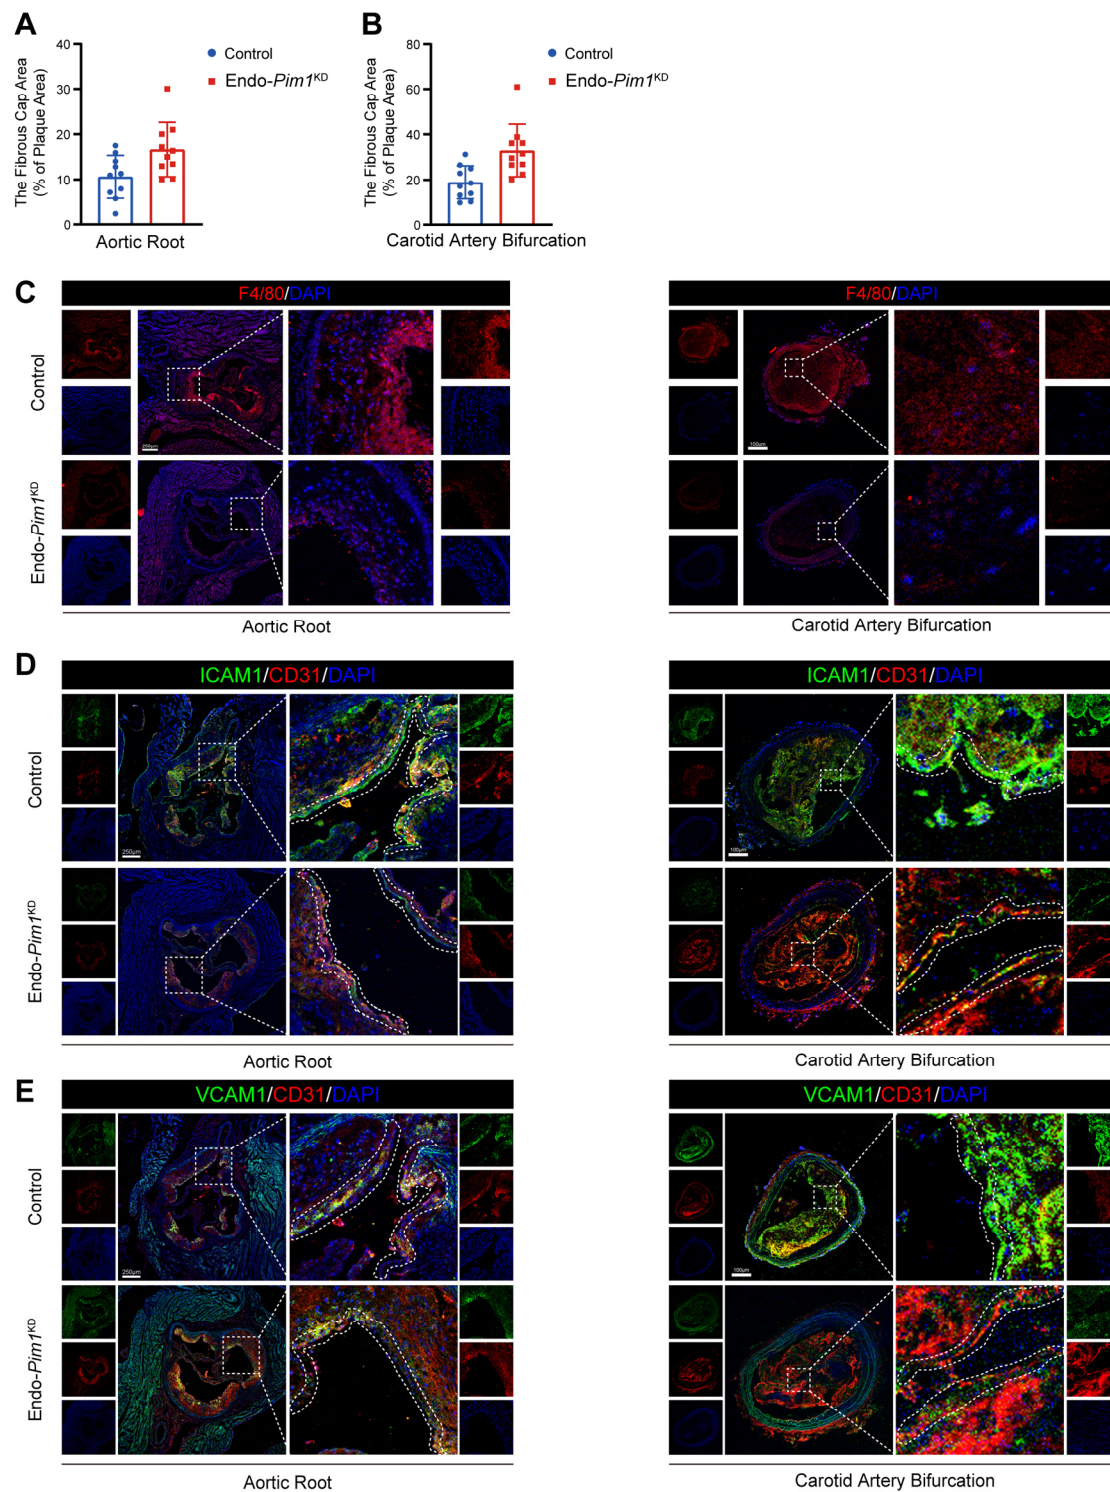 A
The Fibrous Cap Area
(% of Plaque Area)
40
30
20
10
0
Control
Endo-Pim1KD
Aortic Root
B
The Fibrous Cap Area
(% of Plaque Area)
80
60
40
20
0
Control
Endo-Pim1KD
Carotid Artery Bifurcation
C
F4/80/DAPI
Control
250μm
Endo-Pim1KD
Aortic Root
F4/80/DAPI
100μm
Carotid Artery Bifurcation
D
ICAM1/CD31/DAPI
Control
250μm
Endo-Pim1KD
Aortic Root
ICAM1/CD31/DAPI
100μm
Carotid Artery Bifurcation
E
VCAM1/CD31/DAPI
Control
250μm
Endo-Pim1KD
Aortic Root
VCAM1/CD31/DAPI
100μm
Carotid Artery Bifurcation